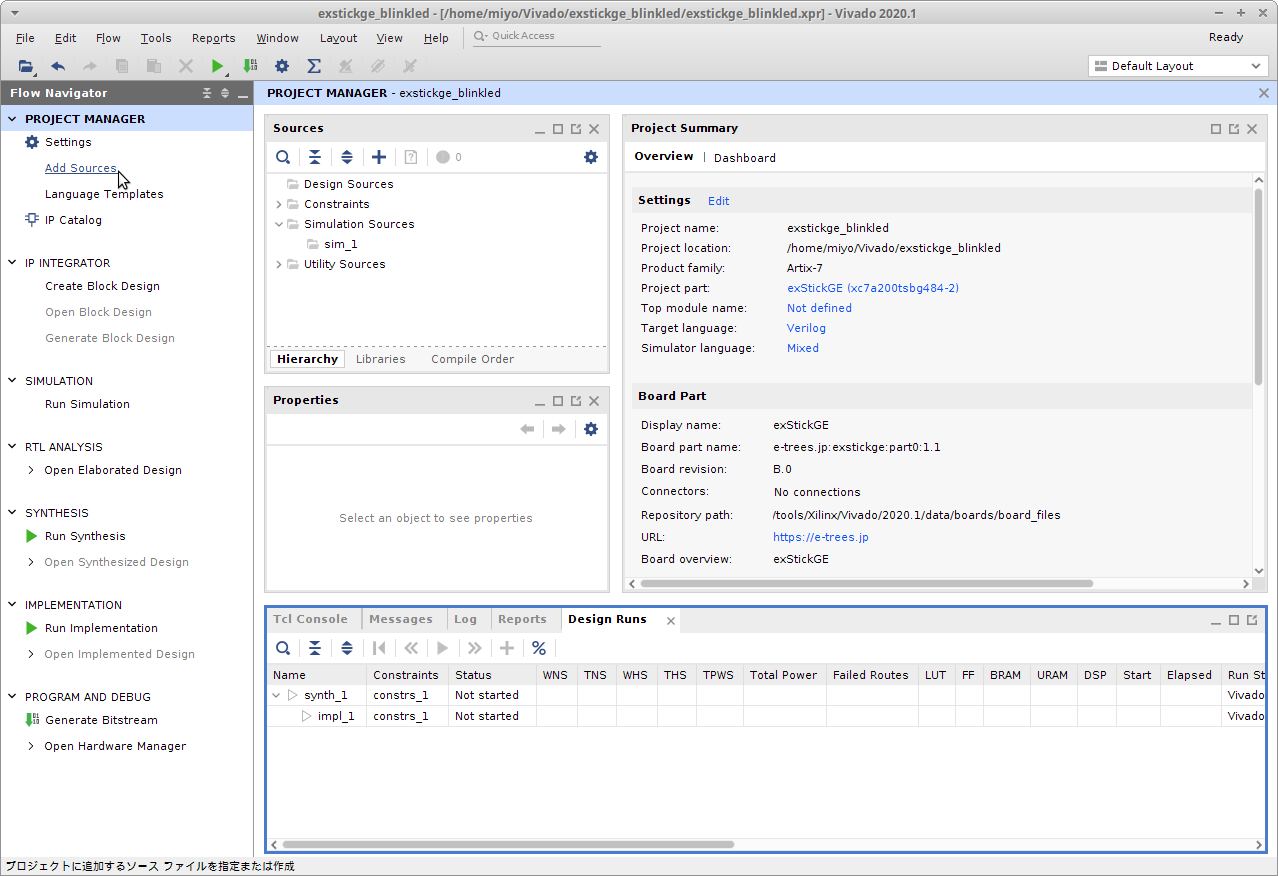 exstickge_blinkled - [/home/miyo/Vivado/exstickge_blinkled/exstickge_blinkled.xpr] - Vivado 2020.1
File Edit Flow Tools Reports Window Layout View Help Quick Access Ready
Default Layout
Flow Navigator
PROJECT MANAGER
Settings
Add Sources
Language Templates
IP Catalog
IP INTEGRATOR
Create Block Design
Open Block Design
Generate Block Design
SIMULATION
Run Simulation
RTL ANALYSIS
Open Elaborated Design
SYNTHESIS
Run Synthesis
Open Synthesized Design
IMPLEMENTATION
Run Implementation
Open Implemented Design
PROGRAM AND DEBUG
Generate Bitstream
Open Hardware Manager
PROJECT MANAGER - exstickge_blinkled
Sources
0
Design Sources
Constraints
Simulation Sources
sim_1
Utility Sources
Hierarchy Libraries Compile Order
Properties
Select an object to see properties
Project Summary
Overview | Dashboard
Settings Edit
Project name: exstickge_blinkled
Project location: /home/miyo/Vivado/exstickge_blinkled
Product family: Artix-7
Project part: exStickGE (xc7a200tsbg484-2)
Top module name: Not defined
Target language: Verilog
Simulator language: Mixed
Board Part
Display name: exStickGE
Board part name: e-trees.jp:exstickge:part0:1.1
Board revision: B.0
Connectors: No connections
Repository path: /tools/Xilinx/Vivado/2020.1/data/boards/board_files
URL: https://e-trees.jp
Board overview: exStickGE
Tcl Console Messages Log Reports Design Runs
Name Constraints Status WNS TNS WHS THS TPWS Total Power Failed Routes LUT FF BRAM URAM DSP Start Elapsed Run St
synth_1 constrs_1 Not started Vivado
impl_1 constrs_1 Not started Vivado
プロジェクトに追加するソース ファイルを指定または作成